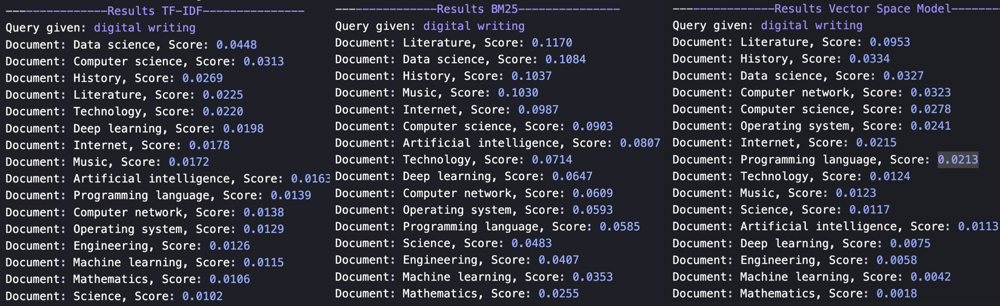 ---------------Results TF-IDF---------------
Query given: digital writing
Document: Data science, Score: 0.0448
Document: Computer science, Score: 0.0313
Document: History, Score: 0.0269
Document: Literature, Score: 0.0225
Document: Technology, Score: 0.0220
Document: Deep learning, Score: 0.0198
Document: Internet, Score: 0.0178
Document: Music, Score: 0.0172
Document: Artificial intelligence, Score: 0.0163
Document: Programming language, Score: 0.0139
Document: Computer network, Score: 0.0138
Document: Operating system, Score: 0.0129
Document: Engineering, Score: 0.0126
Document: Machine learning, Score: 0.0115
Document: Mathematics, Score: 0.0106
Document: Science, Score: 0.0102
---------------Results BM25---------------
Query given: digital writing
Document: Literature, Score: 0.1170
Document: Data science, Score: 0.1084
Document: History, Score: 0.1037
Document: Music, Score: 0.1030
Document: Internet, Score: 0.0987
Document: Computer science, Score: 0.0903
Document: Artificial intelligence, Score: 0.0807
Document: Technology, Score: 0.0714
Document: Deep learning, Score: 0.0647
Document: Computer network, Score: 0.0609
Document: Operating system, Score: 0.0593
Document: Programming language, Score: 0.0585
Document: Science, Score: 0.0483
Document: Engineering, Score: 0.0407
Document: Machine learning, Score: 0.0353
Document: Mathematics, Score: 0.0255
---------------Results Vector Space Model-------
Query given: digital writing
Document: Literature, Score: 0.0953
Document: History, Score: 0.0334
Document: Data science, Score: 0.0327
Document: Computer network, Score: 0.0323
Document: Computer science, Score: 0.0278
Document: Operating system, Score: 0.0241
Document: Internet, Score: 0.0215
Document: Programming language, Score: 0.0213
Document: Technology, Score: 0.0124
Document: Music, Score: 0.0123
Document: Science, Score: 0.0117
Document: Artificial intelligence, Score: 0.0113
Document: Deep learning, Score: 0.0075
Document: Engineering, Score: 0.0058
Document: Machine learning, Score: 0.0042
Document: Mathematics, Score: 0.0018